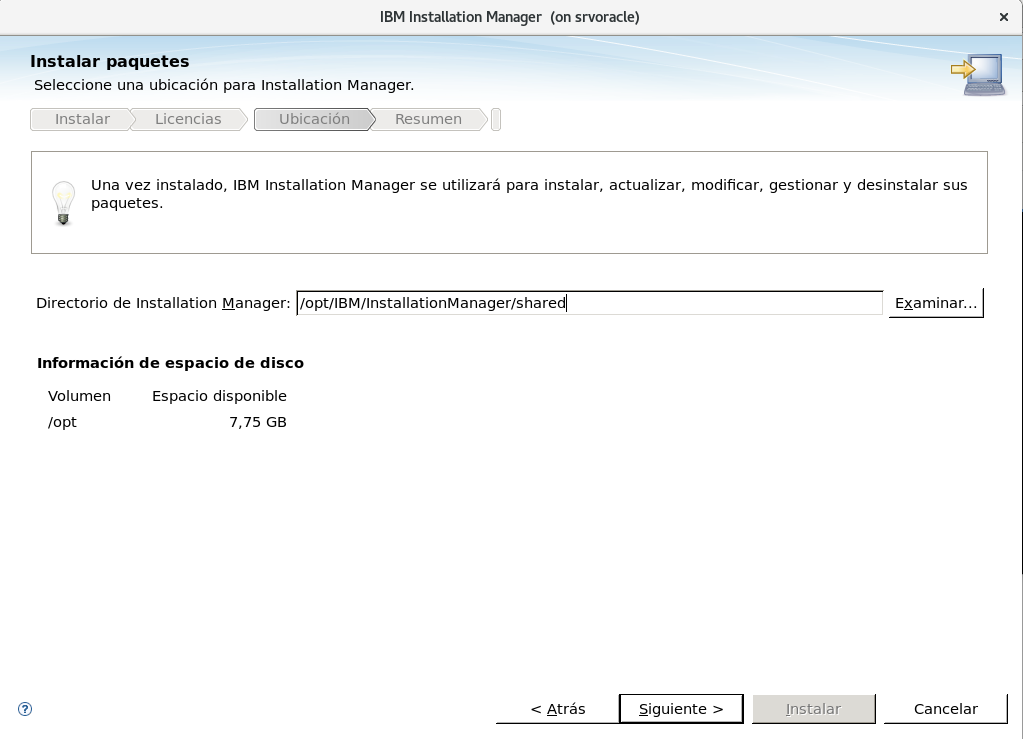 IBM Installation Manager (on srvoracle)
Instalar paquetes
Seleccione una ubicación para Installation Manager.
Instalar
Licencias
Ubicación
Resumen
Una vez instalado, IBM Installation Manager se utilizará para instalar, actualizar, modificar, gestionar y desinstalar sus
paquetes.
Directorio de Installation Manager: /opt/IBM/InstallationManager/shared Examinar...
Información de espacio de disco
Volumen Espacio disponible
/opt 7,75 GB
? < Atrás Siguiente > Instalar Cancelar